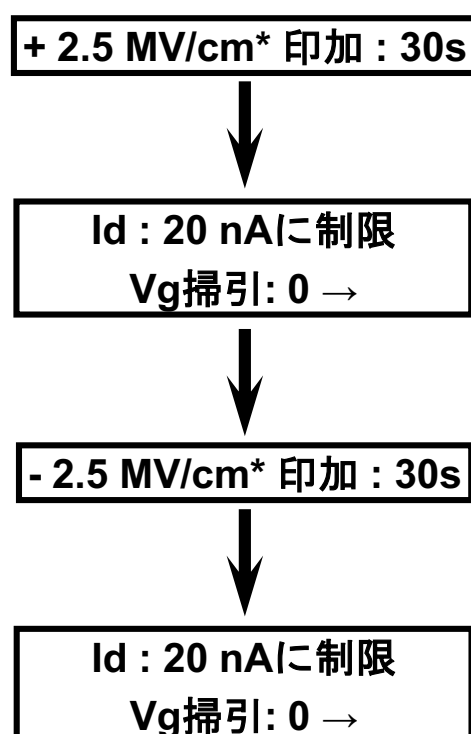 + 2.5 MV/cm* 印加 : 30s
Id : 20 nAに制限
Vg掃引: 0 →
- 2.5 MV/cm* 印加 : 30s
Id : 20 nAに制限
Vg掃引: 0 →